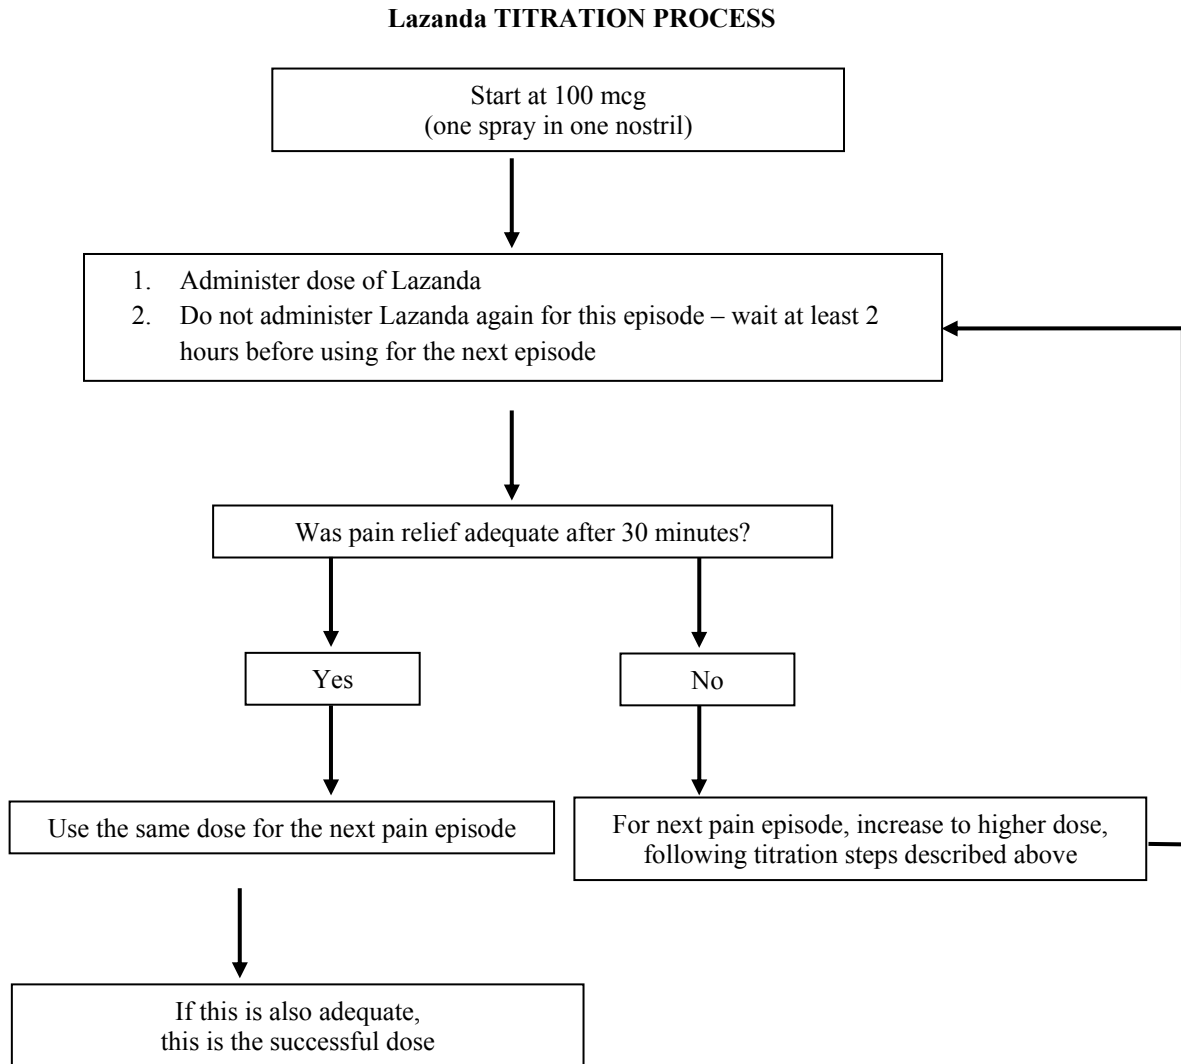 Lazanda TITRATION PROCESS
Start at 100 mcg
(one spray in one nostril)
1. Administer dose of Lazanda
2. Do not administer Lazanda again for this episode – wait at least 2
hours before using for the next episode
Was pain relief adequate after 30 minutes?
Yes
No
Use the same dose for the next pain episode
For next pain episode, increase to higher dose,
following titration steps described above
If this is also adequate,
this is the successful dose